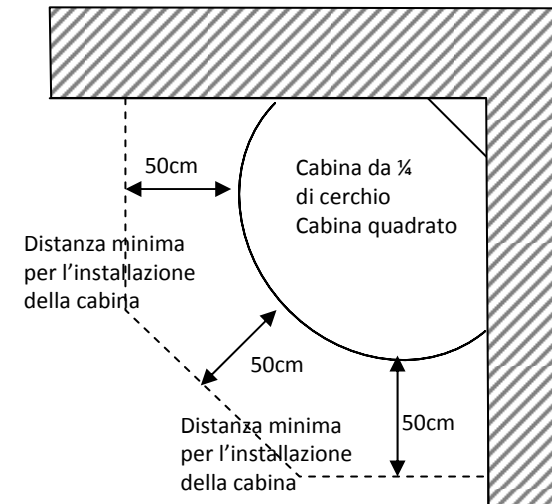 50cm
Cabina da ¼
di cerchio
Cabina quadrato
Distanza minima
per l’installazione
della cabina
50cm
50cm
Distanza minima
per l’installazione
della cabina